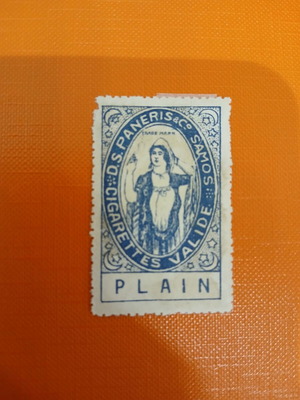 D.S. PANERIS & Co SAMOS
TRADE MARK
CIGARETTES VALIDE
PLAIN